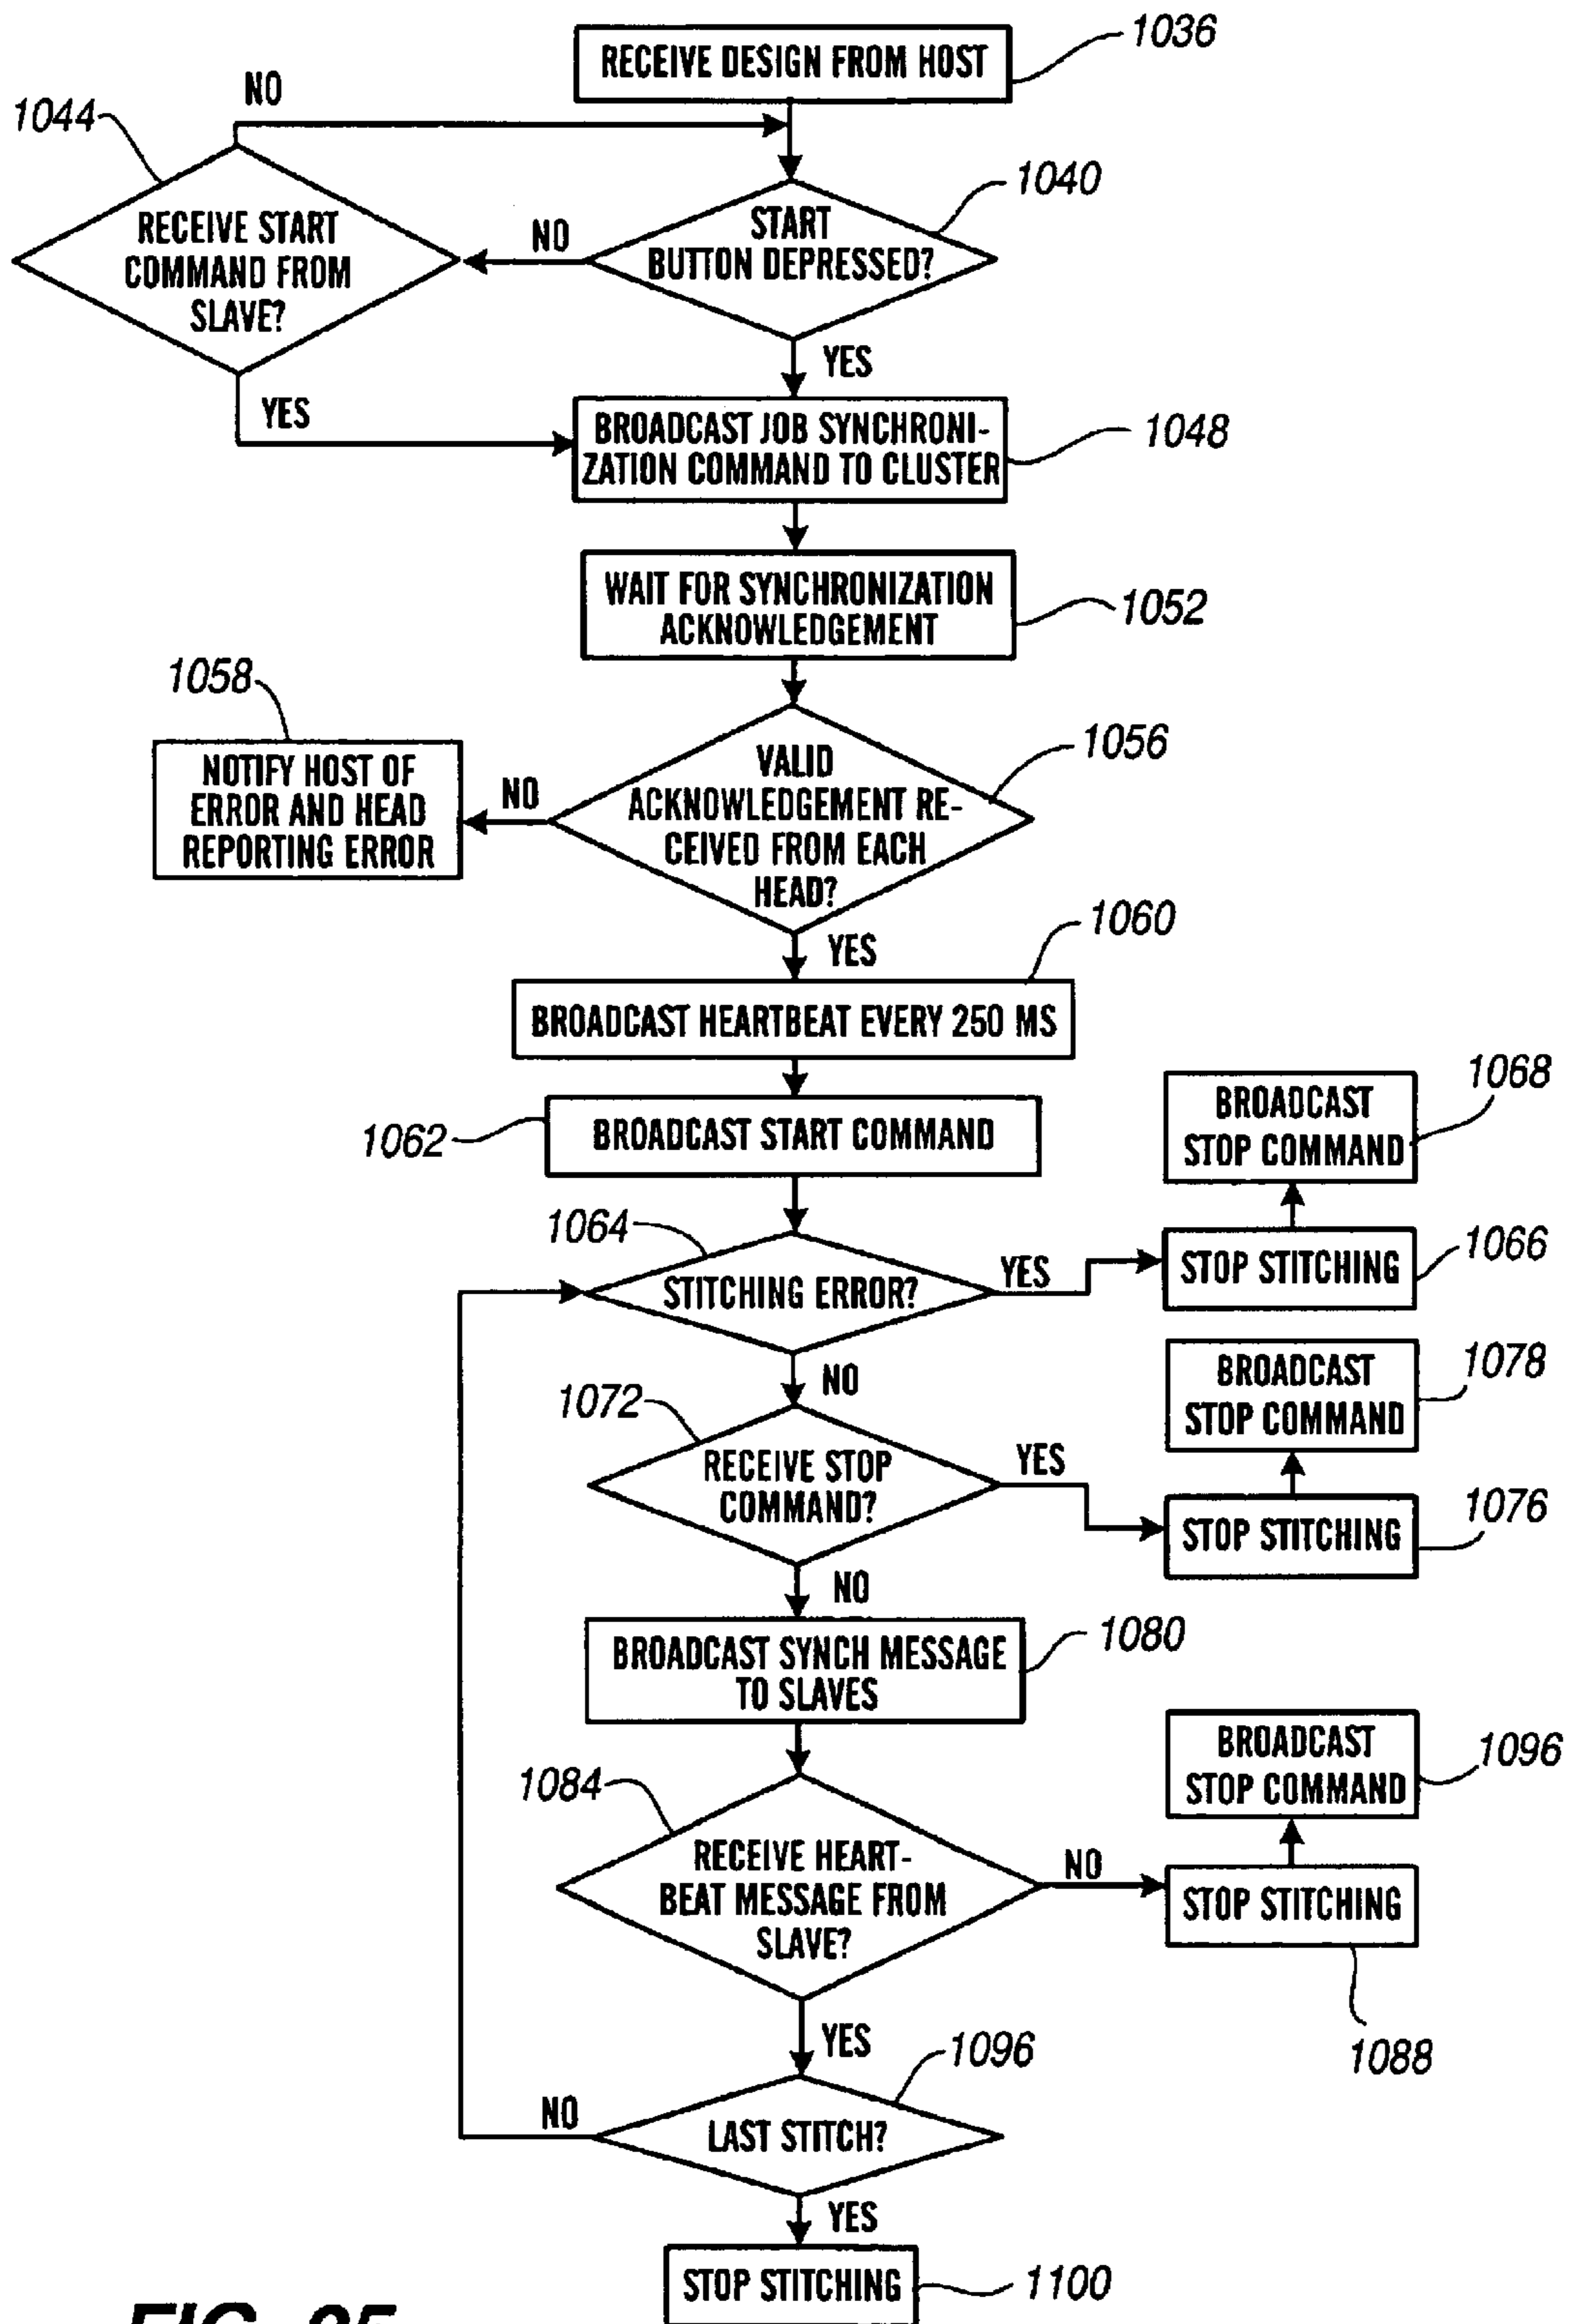 RECEIVE DESIGN FROM HOST
1036
NO
1044
1040
RECEIVE START
COMMAND FROM
SLAVE?
NO
START
BUTTON DEPRESSED?
YES
YES
BROADCAST JOB SYNCHRONI-
ZATION COMMAND TO CLUSTER
1048
WAIT FOR SYNCHRONIZATION
ACKNOWLEDGEMENT
1052
1058
NOTIFY HOST OF
ERROR AND HEAD
REPORTING ERROR
NO
VALID
ACKNOWLEDGEMENT RE-
CEIVED FROM EACH
HEAD?
1056
YES
1060
BROADCAST HEARTBEAT EVERY 250 MS
1062
BROADCAST START COMMAND
BROADCAST
STOP COMMAND
1068
1064
STITCHING ERROR?
YES
STOP STITCHING
1066
NO
BROADCAST
STOP COMMAND
1078
1072
RECEIVE STOP
COMMAND?
YES
STOP STITCHING
1076
NO
BROADCAST SYNCH MESSAGE
TO SLAVES
1080
BROADCAST
STOP COMMAND
1096
1084
RECEIVE HEART-
BEAT MESSAGE FROM
SLAVE?
NO
STOP STITCHING
1088
YES
1096
LAST STITCH?
NO
YES
STOP STITCHING
1100